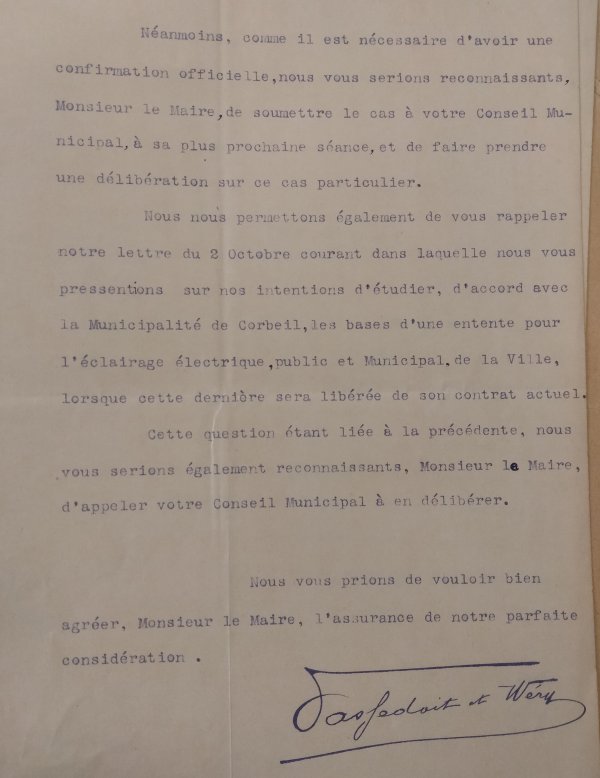 Néanmoins, comme il est nécessaire d'avoir une
confirmation officielle,nous vous serions reconnaissants,
Monsieur le Maire,de soumettre le cas à votre Conseil Mu-
nicipal,à sa plus prochaine séance,et de faire prendre
une délibération sur ce cas particulier.
Nous nous permettons également de vous rappeler
notre lettre du 2 Octobre courant dans laquelle nous vous
pressentions sur nos intentions d'étudier, d'accord avec
la Municipalité de Corbeil,les bases d'une entente pour
l'éclairage électrique,public et Municipal.de la Ville,
lorsque cette dernière sera libérée de son contrat actuel.
Cette question étant liée à la précédente, nous
vous serions également reconnaissants, Monsieur le Maire,
d'appeler votre Conseil Municipal à en délibérer.
Nous vous prions de vouloir bien
agréer, Monsieur le Maire, l'assurance de notre parfaite
considération .
et Wéry